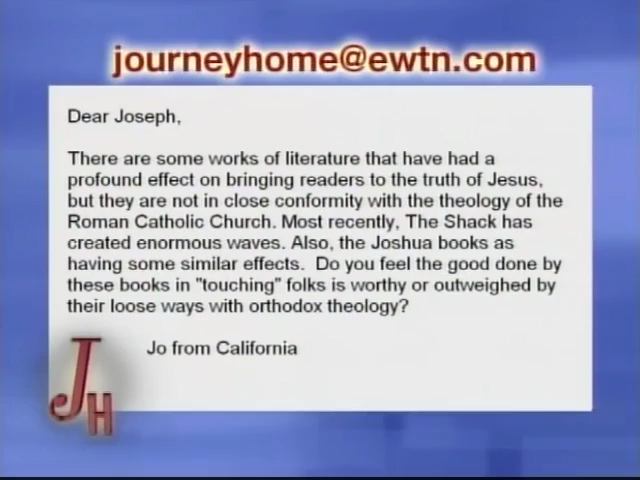 journeyhome@ewtn.com
Dear Joseph,
There are some works of literature that have had a
profound effect on bringing readers to the truth of Jesus,
but they are not in close conformity with the theology of the
Roman Catholic Church. Most recently, The Shack has
created enormous waves. Also, the Joshua books as
having some similar effects.  Do you feel the good done by
these books in "touching" folks is worthy or outweighed by
their loose ways with orthodox theology?
Jo from California
JH